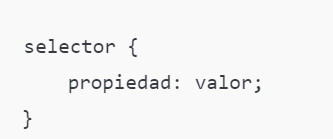 selector {
    propiedad: valor;
}